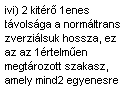 ivi) 2 kitérő 1enes
távolsága a normáltrans
zverziálsuk hossza, ez
az az 1értelműen
megtározott szakasz,
amely mind2 egyenesre